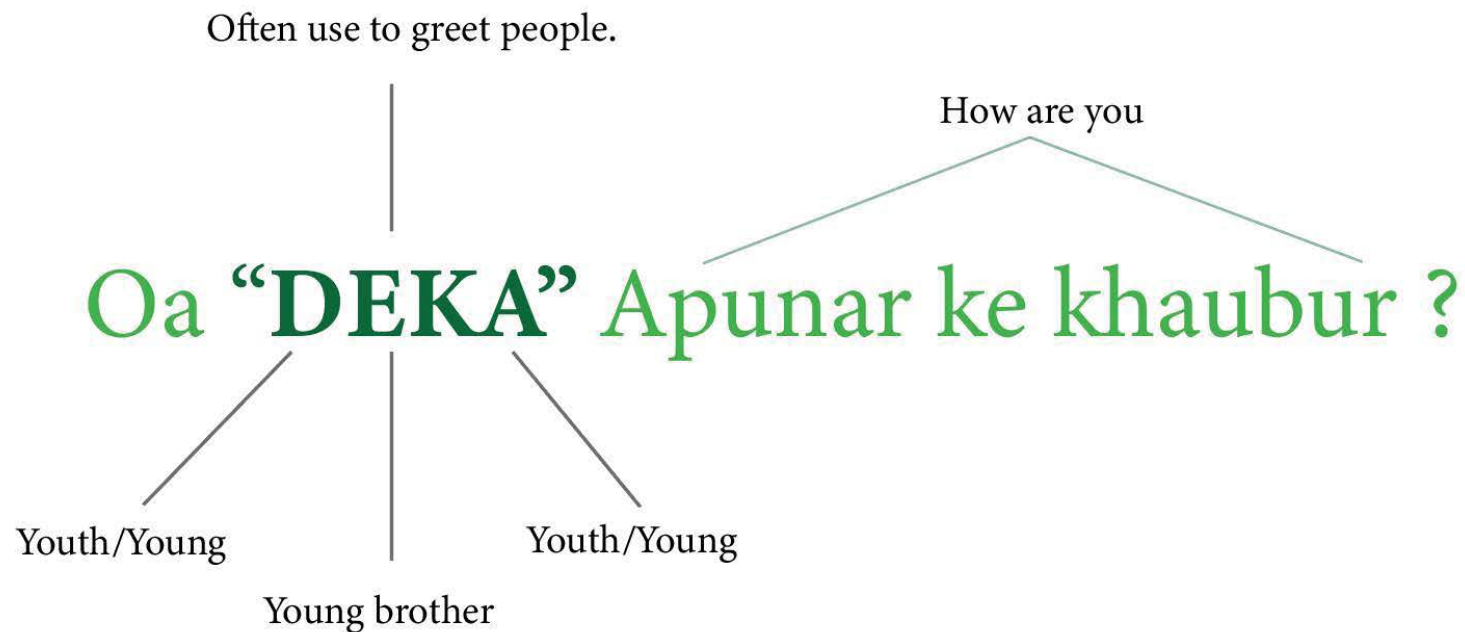 Often use to greet people.
How are you
Oa “DEKA” Apunar ke khaubur ?
Youth/Young
Youth/Young
Young brother